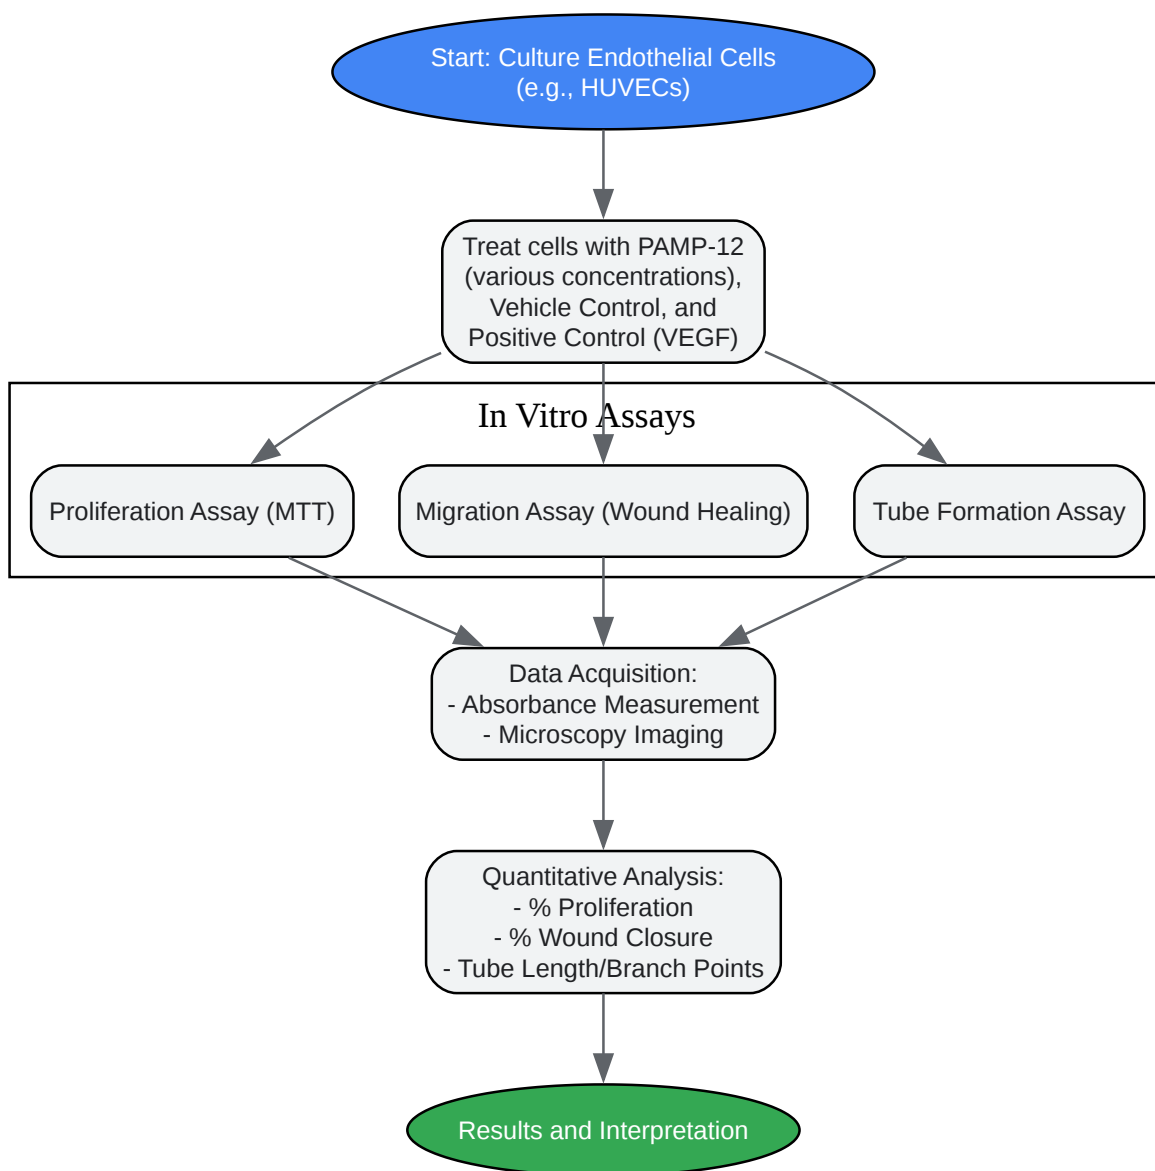 Start: Culture Endothelial Cells
(e.g., HUVECs)
Treat cells with PAMP-12
(various concentrations),
Vehicle Control, and
Positive Control (VEGF)
In Vitro Assays
Proliferation Assay (MTT)
Migration Assay (Wound Healing)
Tube Formation Assay
Data Acquisition:
- Absorbance Measurement
- Microscopy Imaging
Quantitative Analysis:
- % Proliferation
- % Wound Closure
- Tube Length/Branch Points
Results and Interpretation